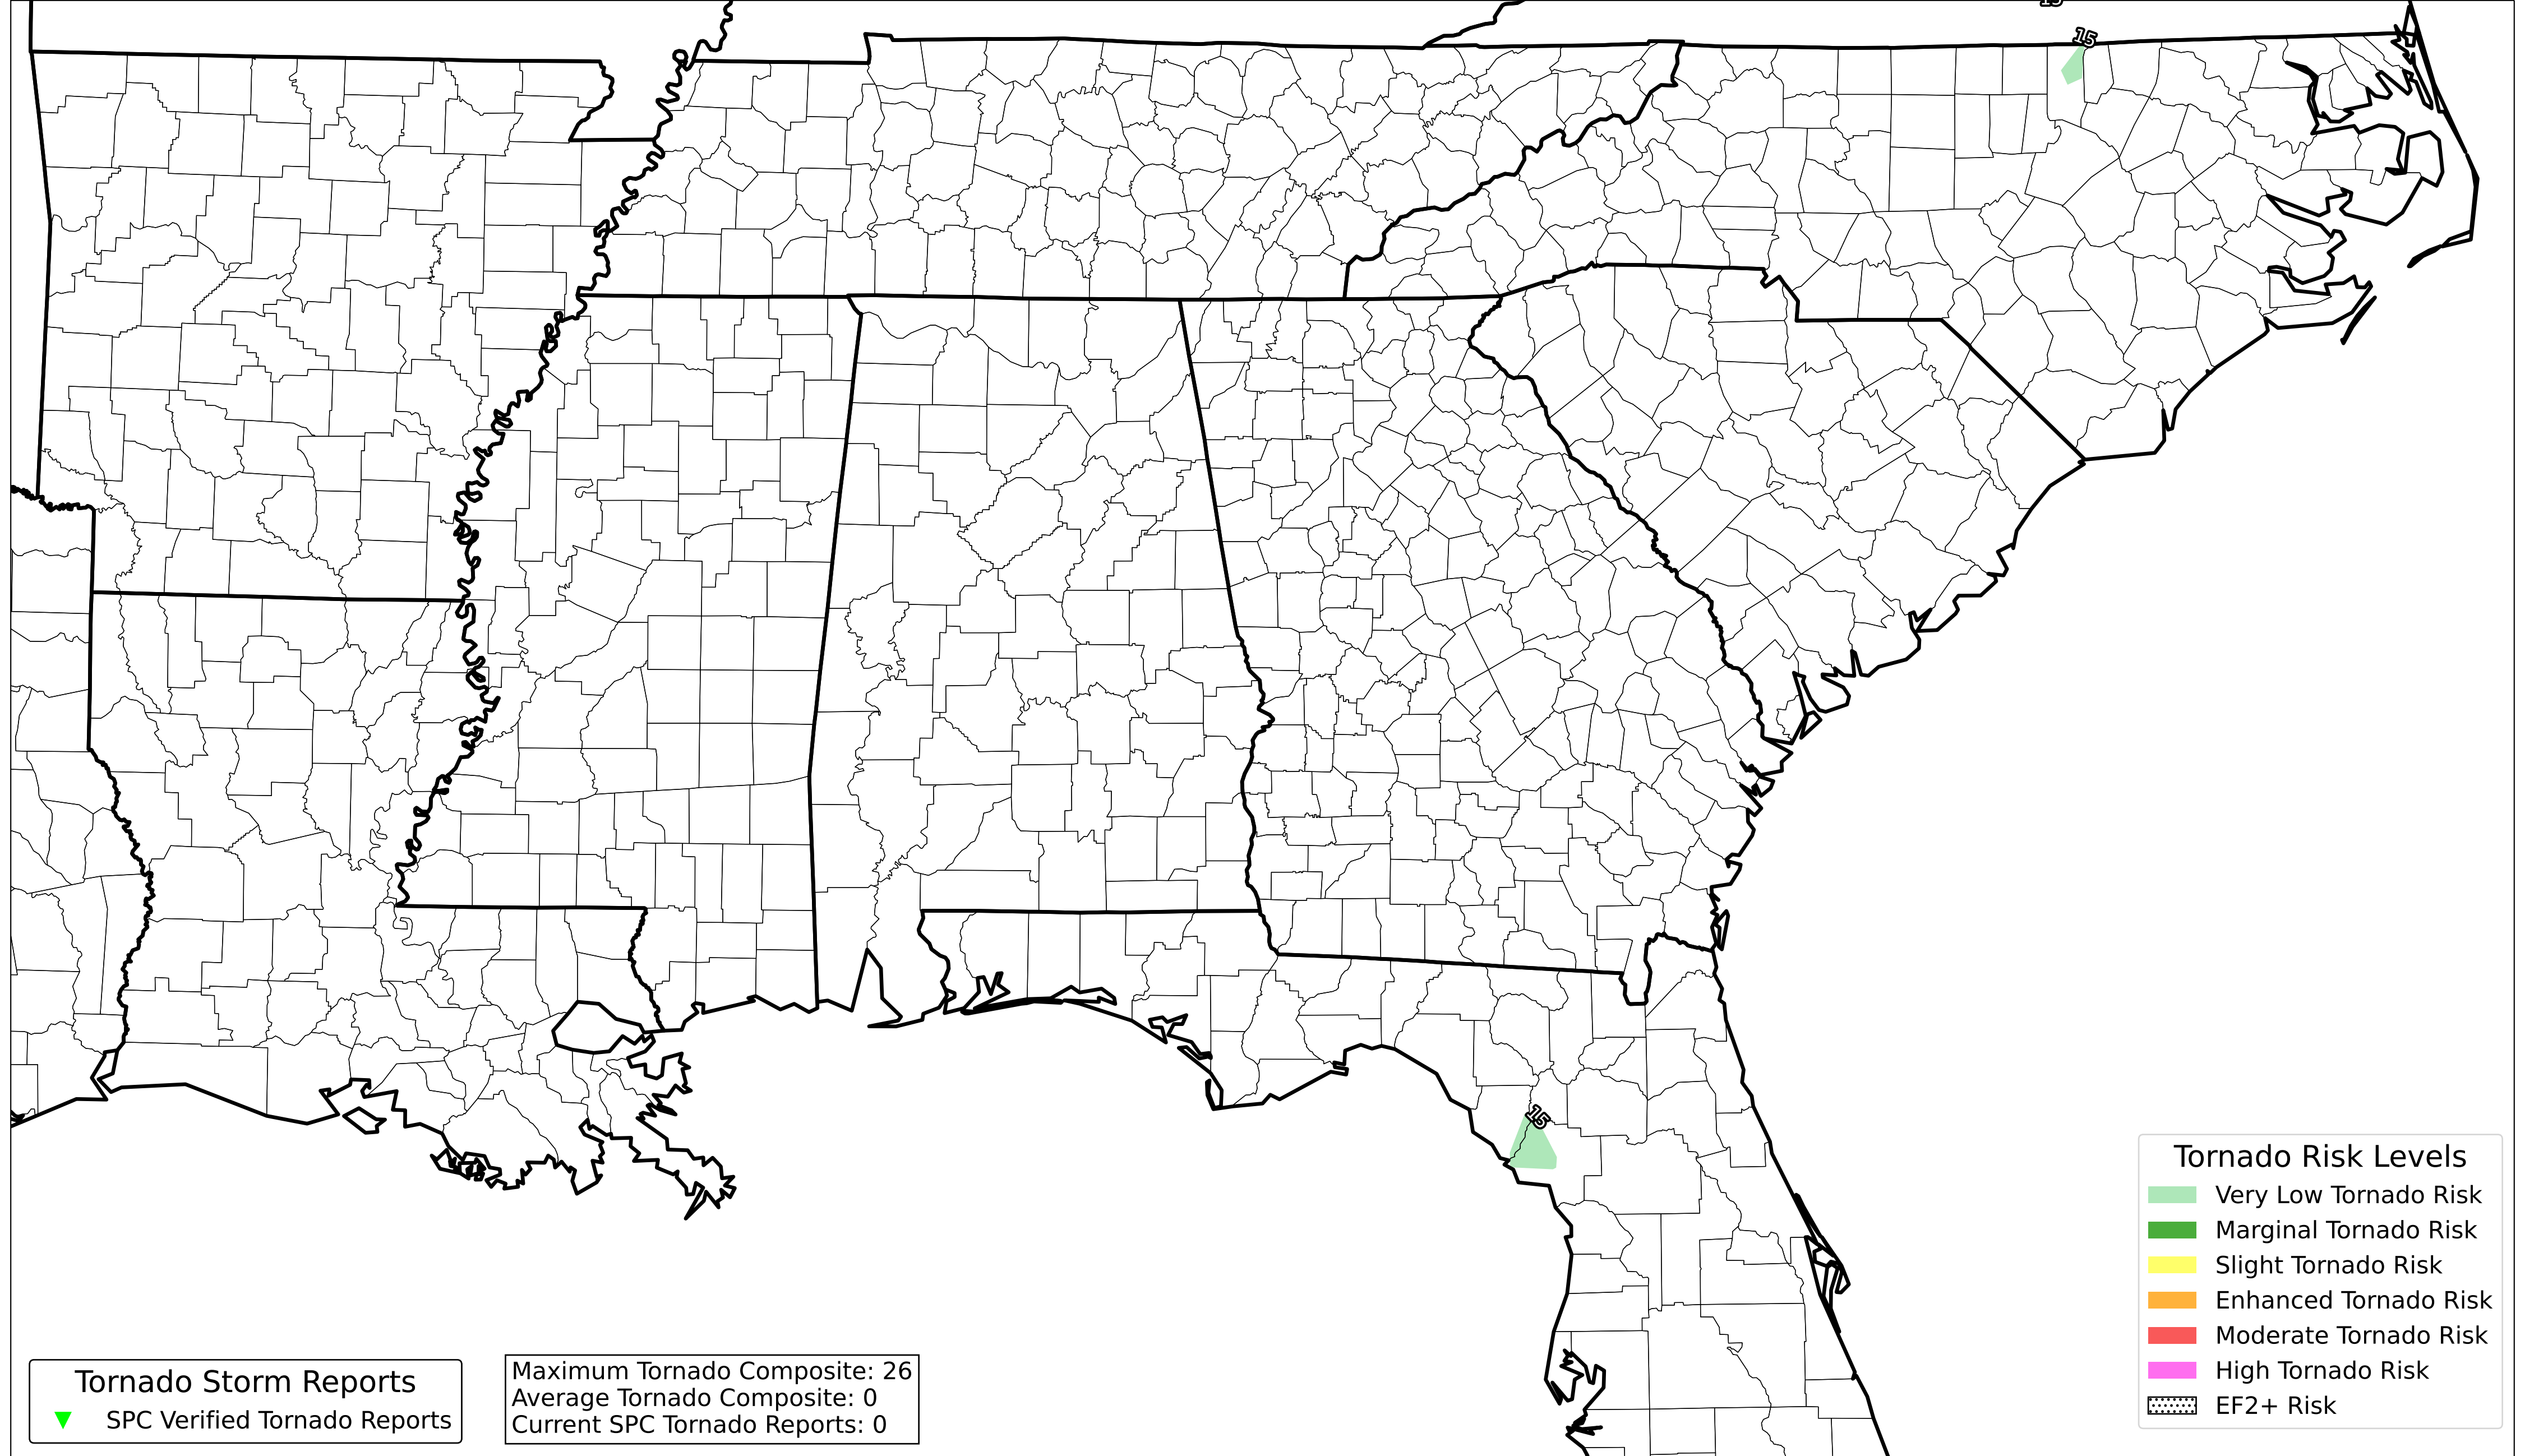 15
15
15
Tornado Risk Levels
Very Low Tornado Risk
Marginal Tornado Risk
Slight Tornado Risk
Enhanced Tornado Risk
Moderate Tornado Risk
High Tornado Risk
EF2+ Risk
Tornado Storm Reports
SPC Verified Tornado Reports
Maximum Tornado Composite: 26
Average Tornado Composite: 0
Current SPC Tornado Reports: 0